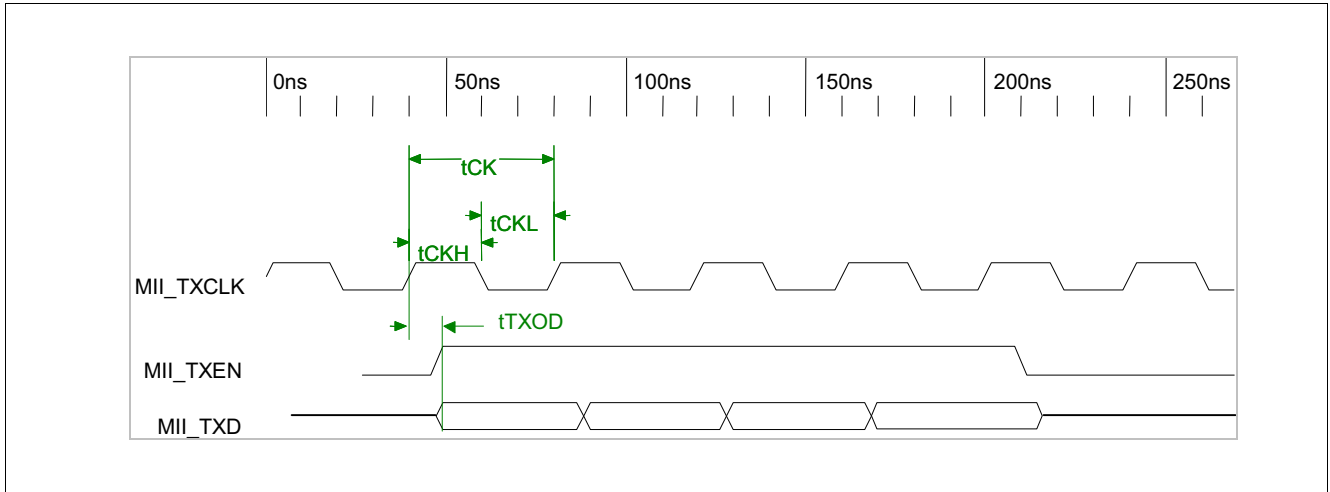 0ns 50ns 100ns 150ns 200ns 250ns
tCK
tCKL
tCKH
MII_TXCLK
tTXOD
MII_TXEN
MII_TXD